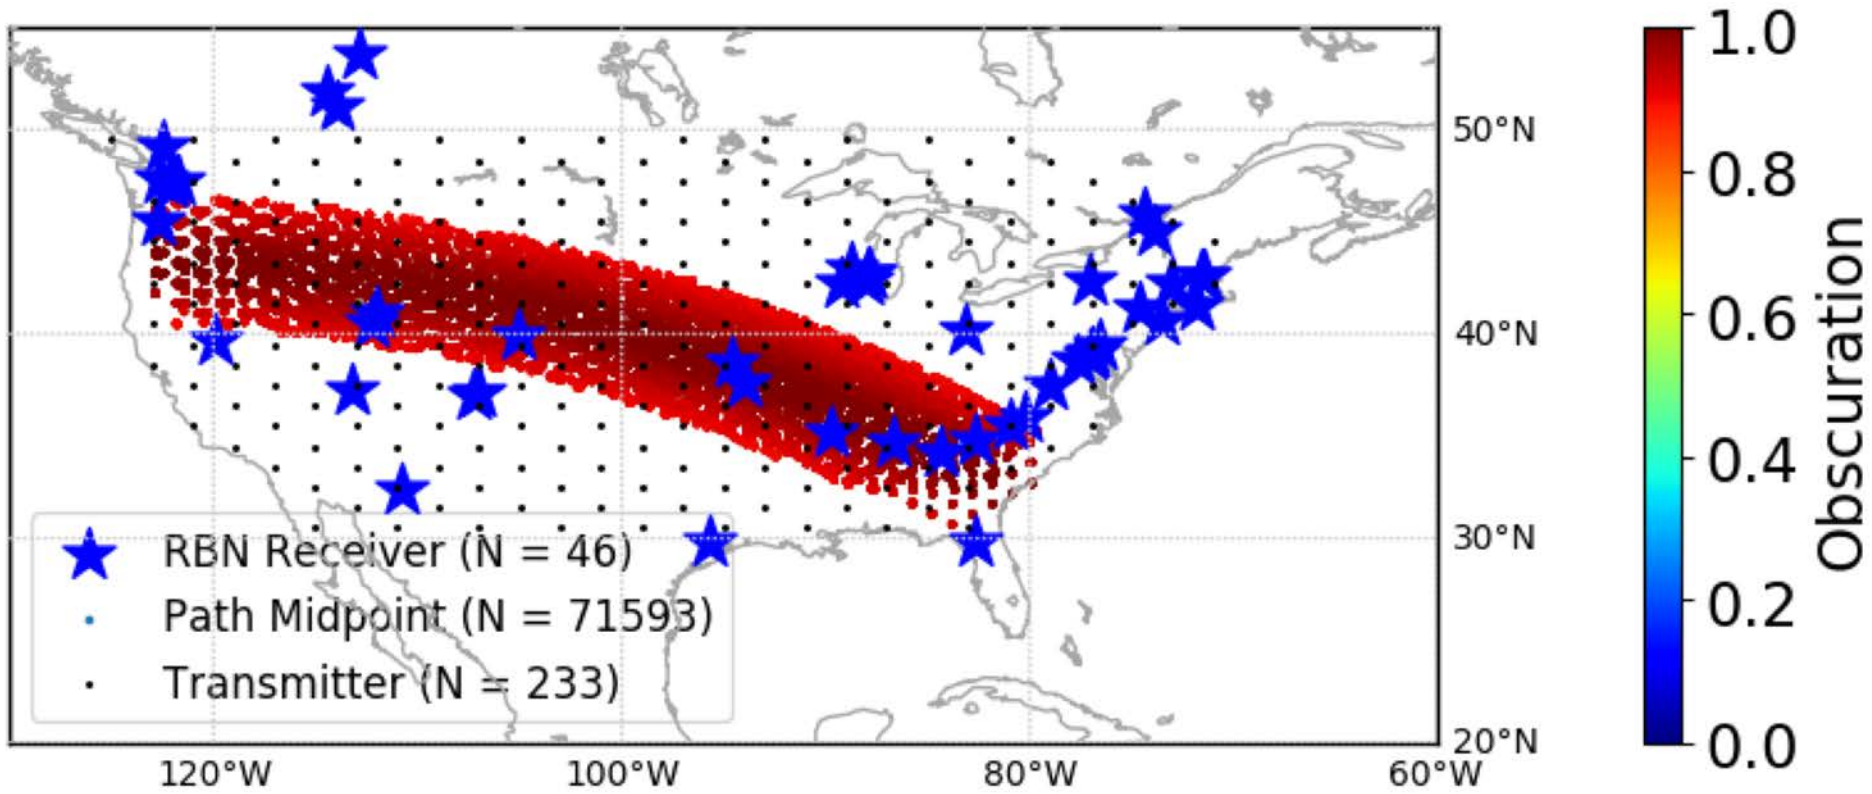 RBN Receiver (N = 46)
Path Midpoint (N = 71593)
Transmitter (N = 233)
50°N
40°N
30°N
20°N
120°W
100°W
80°W
60°W
1.0
0.8
0.6
0.4
0.2
0.0
Obscuration